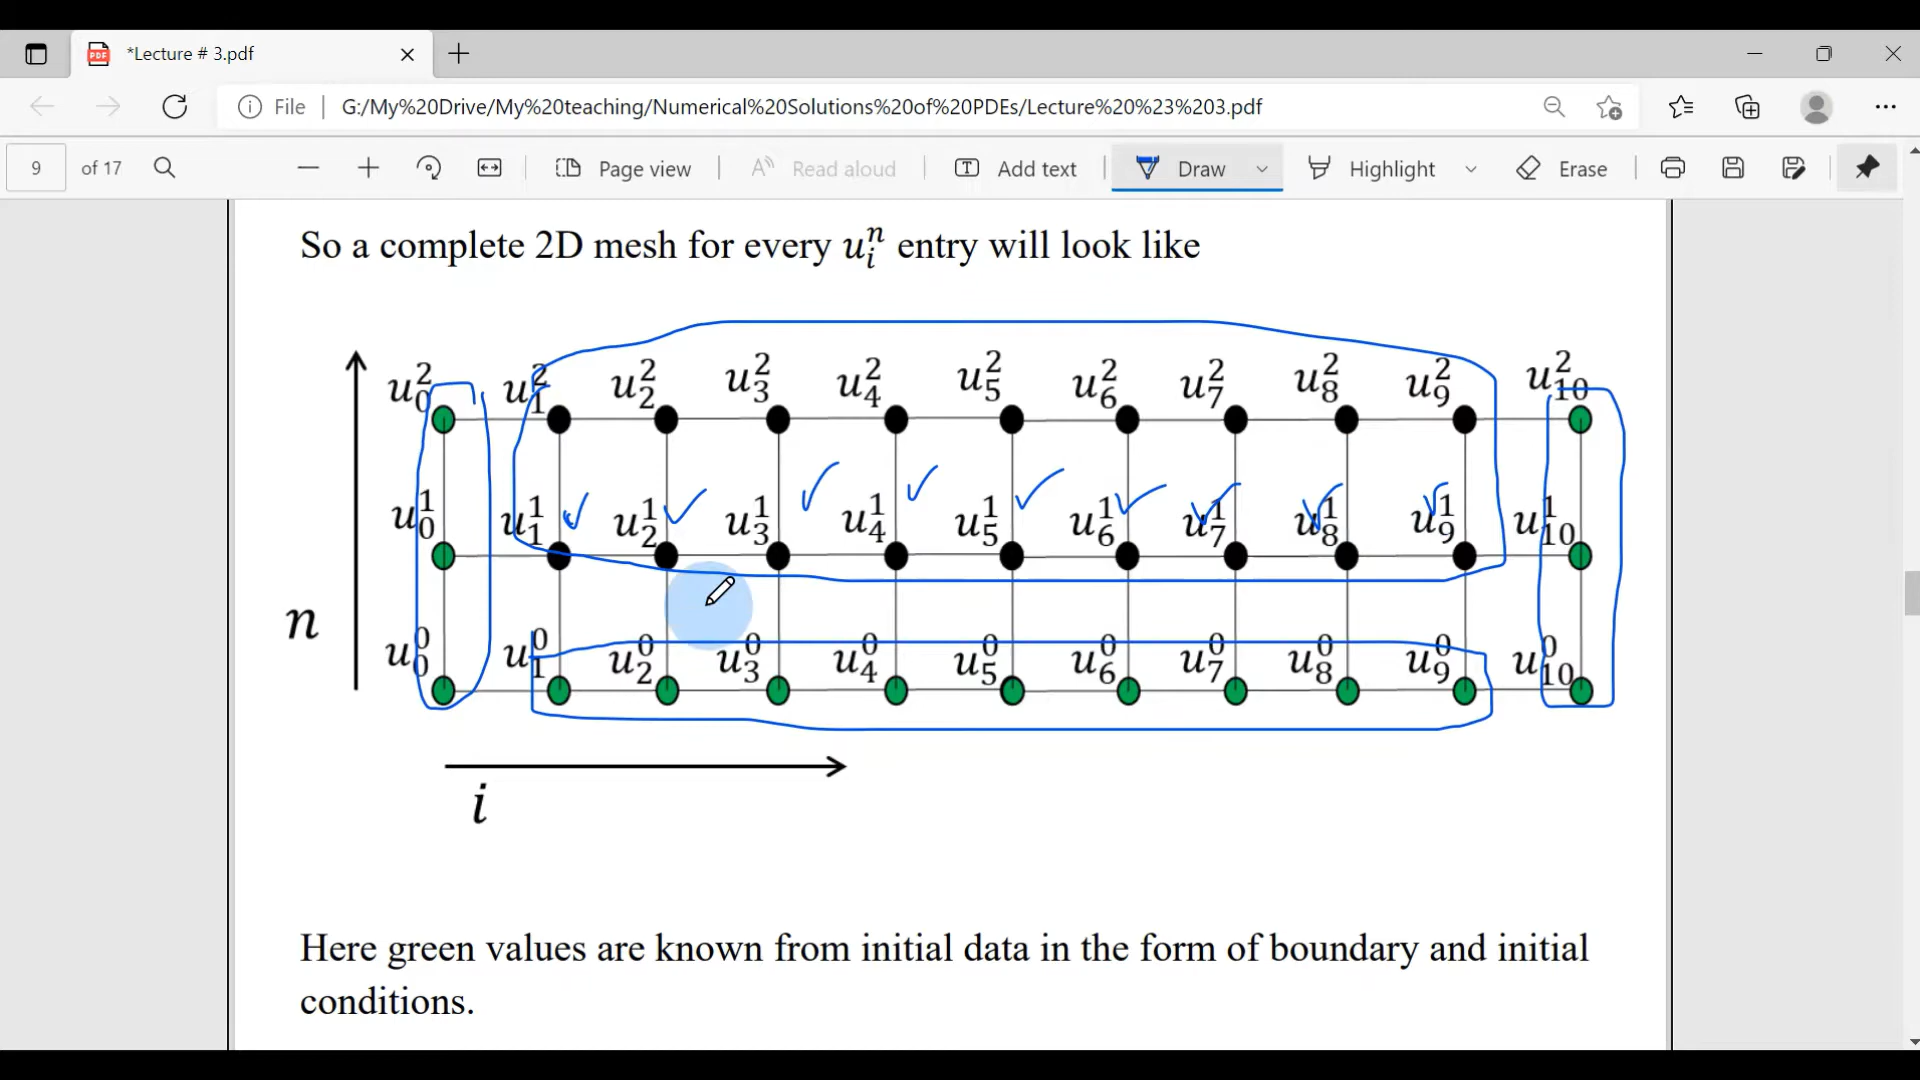 *Lecture # 3.pdf
File | G:/My%20Drive/My%20teaching/Numerical%20Solutions%20of%20PDEs/Lecture%20%23%203.pdf
9 of 17 Page view Read aloud Add text Draw Highlight Erase
So a complete 2D mesh for every u_i^n entry will look like
u_0^2 u_1^2 u_2^2 u_3^2 u_4^2 u_5^2 u_6^2 u_7^2 u_8^2 u_9^2 u_10^2
u_0^1 u_1^1 u_2^1 u_3^1 u_4^1 u_5^1 u_6^1 u_7^1 u_8^1 u_9^1 u_10^1
n
u_0^0 u_1^0 u_2^0 u_3^0 u_4^0 u_5^0 u_6^0 u_7^0 u_8^0 u_9^0 u_10^0
i
Here green values are known from initial data in the form of boundary and initial
conditions.